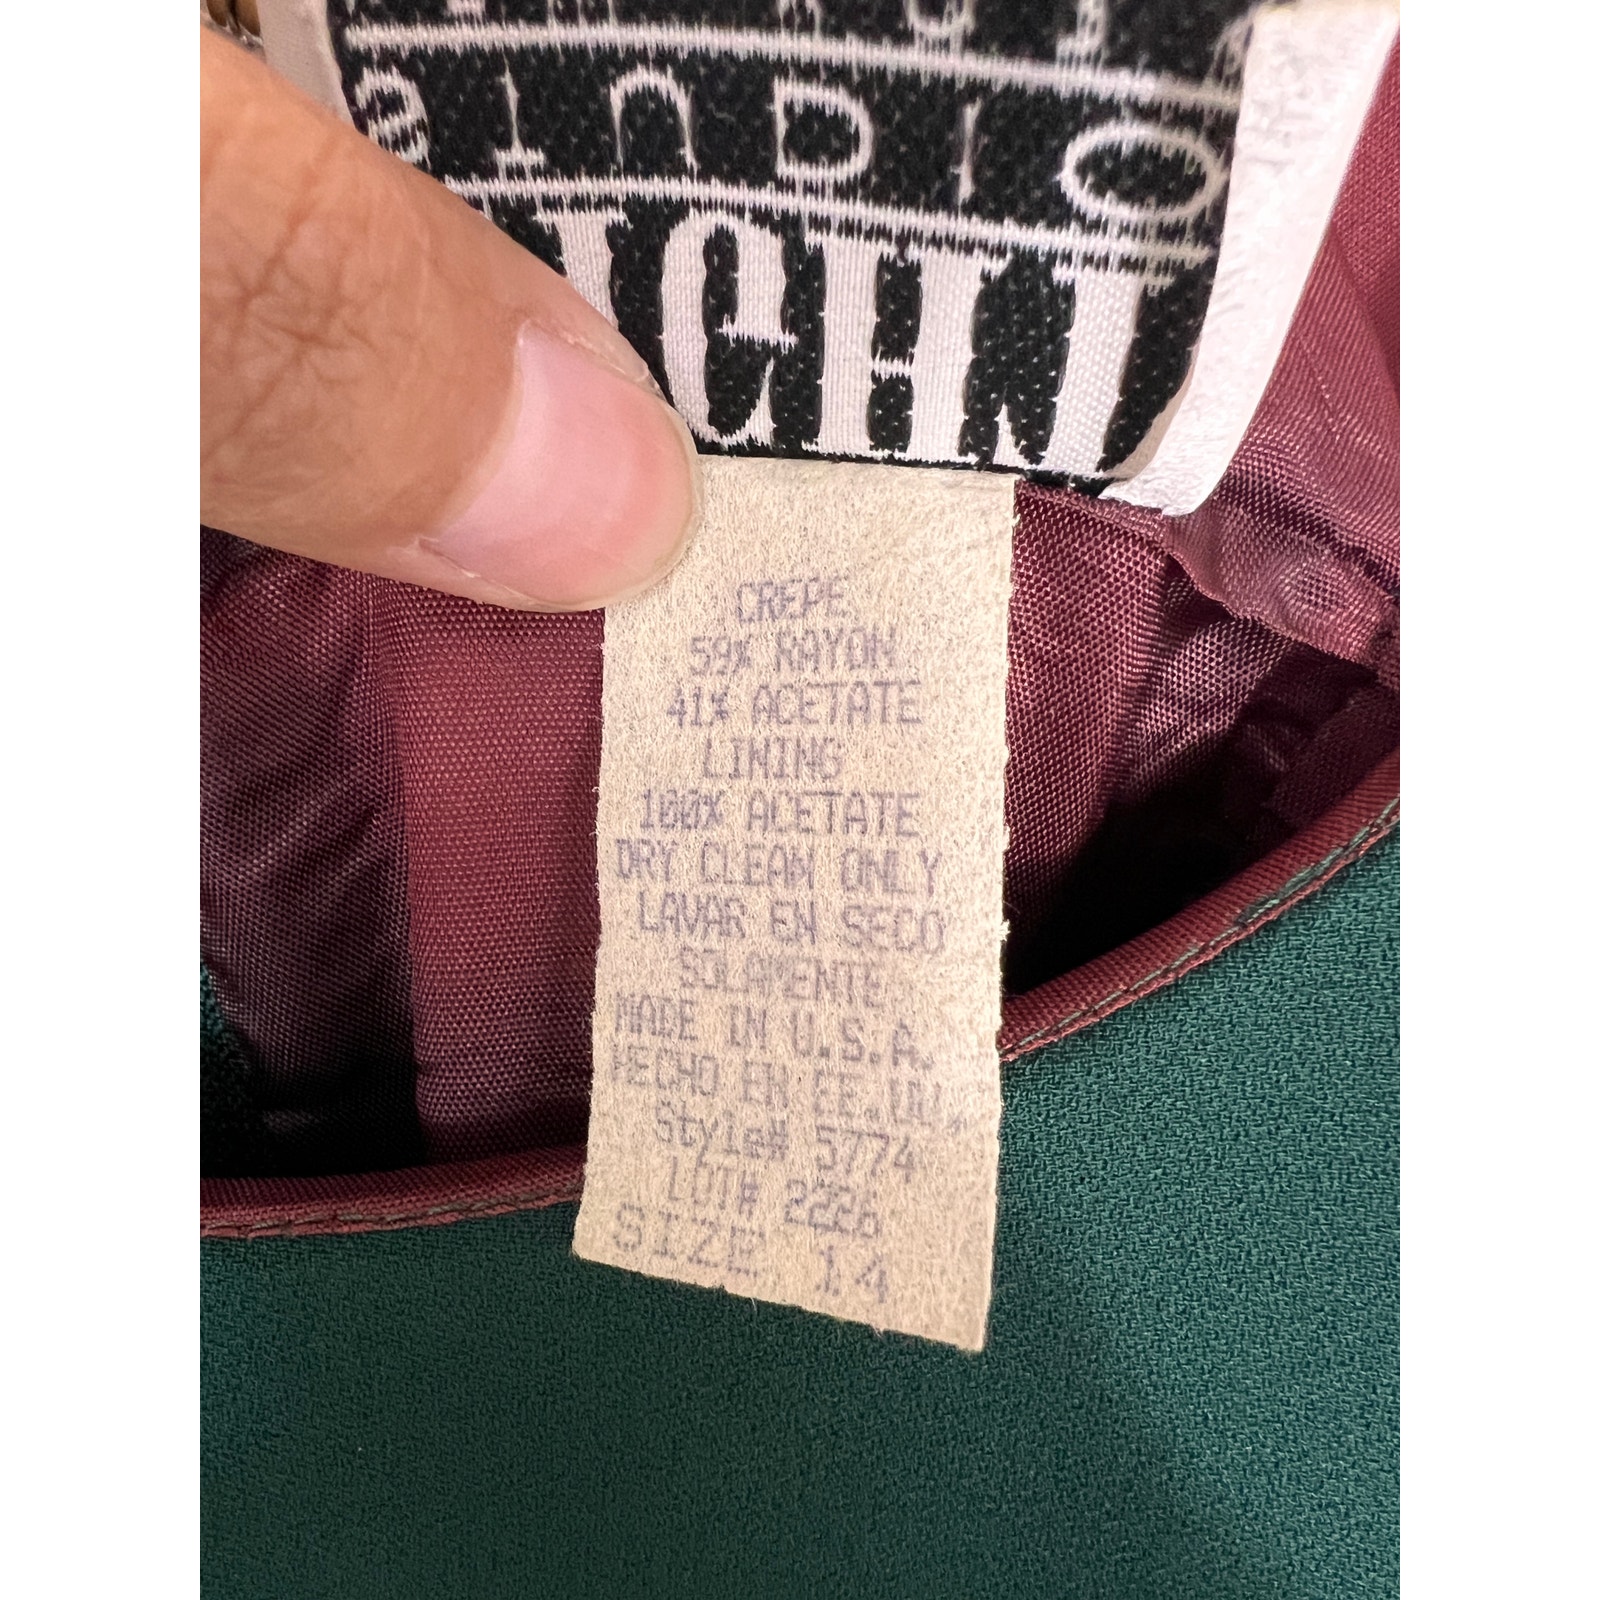 STUDIO
CREPE
59% RAYON
41% ACETATE
LINING
100% ACETATE
DRY CLEAN ONLY
LAVAR EN SECO
SOLAMENTE
MADE IN U.S.A.
HECHO EN EE.UU.
Style# 5774
LOT# 2226
SIZE 14